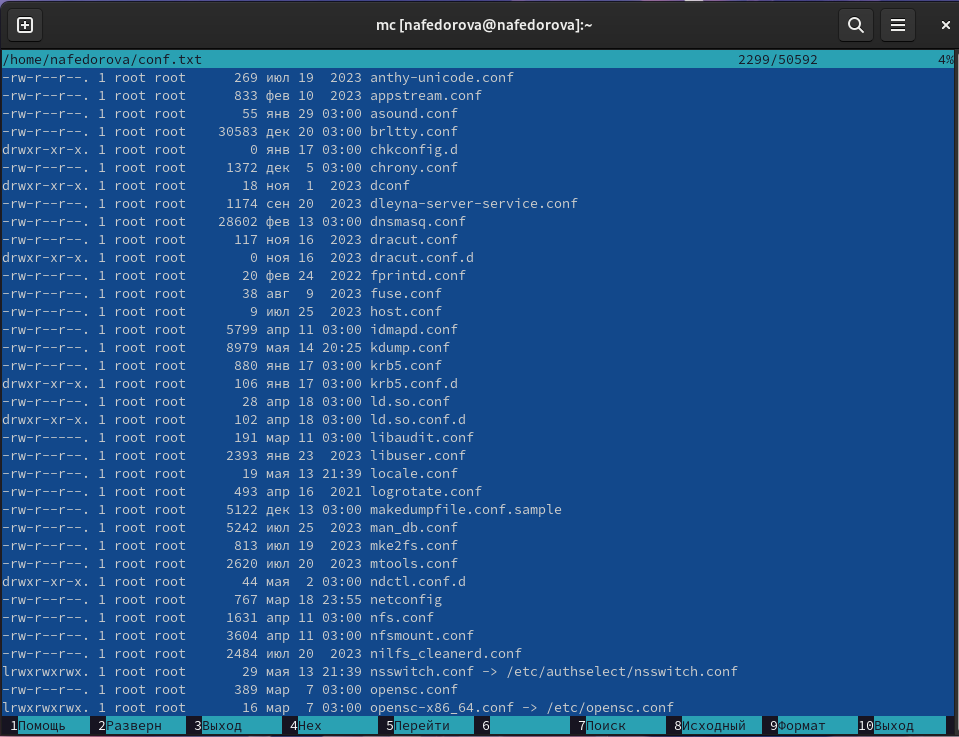 mc [nafedorova@nafedorova]:~
/home/nafedorova/conf.txt 2299/50592 4%
-rw-r--r--. 1 root root 269 июл 19 2023 anthy-unicode.conf
-rw-r--r--. 1 root root 833 фев 10 2023 appstream.conf
-rw-r--r--. 1 root root 55 янв 29 03:00 asound.conf
-rw-r--r--. 1 root root 30583 дек 20 03:00 brltty.conf
drwxr-xr-x. 1 root root 0 янв 17 03:00 chkconfig.d
-rw-r--r--. 1 root root 1372 дек 5 03:00 chrony.conf
drwxr-xr-x. 1 root root 18 ноя 1 2023 dconf
-rw-r--r--. 1 root root 1174 сен 20 2023 dleyna-server-service.conf
-rw-r--r--. 1 root root 28602 фев 13 03:00 dnsmasq.conf
-rw-r--r--. 1 root root 117 ноя 16 2023 dracut.conf
drwxr-xr-x. 1 root root 0 ноя 16 2023 dracut.conf.d
-rw-r--r--. 1 root root 20 фев 24 2022 fprintd.conf
-rw-r--r--. 1 root root 38 авг 9 2023 fuse.conf
-rw-r--r--. 1 root root 9 июл 25 2023 host.conf
-rw-r--r--. 1 root root 5799 апр 11 03:00 idmapd.conf
-rw-r--r--. 1 root root 8979 мая 14 20:25 kdump.conf
-rw-r--r--. 1 root root 880 янв 17 03:00 krb5.conf
drwxr-xr-x. 1 root root 106 янв 17 03:00 krb5.conf.d
-rw-r--r--. 1 root root 28 апр 18 03:00 ld.so.conf
drwxr-xr-x. 1 root root 102 апр 18 03:00 ld.so.conf.d
-rw-r-----. 1 root root 191 мар 11 03:00 libaudit.conf
-rw-r--r--. 1 root root 2393 янв 23 2023 libuser.conf
-rw-r--r--. 1 root root 19 мая 13 21:39 locale.conf
-rw-r--r--. 1 root root 493 апр 16 2021 logrotate.conf
-rw-r--r--. 1 root root 5122 дек 13 03:00 makedumpfile.conf.sample
-rw-r--r--. 1 root root 5242 июл 25 2023 man_db.conf
-rw-r--r--. 1 root root 813 июл 19 2023 mke2fs.conf
-rw-r--r--. 1 root root 2620 июл 20 2023 mtools.conf
drwxr-xr-x. 1 root root 44 мая 2 03:00 ndctl.conf.d
-rw-r--r--. 1 root root 767 мар 18 23:55 netconfig
-rw-r--r--. 1 root root 1631 апр 11 03:00 nfs.conf
-rw-r--r--. 1 root root 3604 апр 11 03:00 nfsmount.conf
-rw-r--r--. 1 root root 2484 июл 20 2023 nilfs_cleanerd.conf
lrwxrwxrwx. 1 root root 29 мая 13 21:39 nsswitch.conf -> /etc/authselect/nsswitch.conf
-rw-r--r--. 1 root root 389 мар 7 03:00 opensc.conf
lrwxrwxrwx. 1 root root 16 мар 7 03:00 opensc-x86_64.conf -> /etc/opensc.conf
1Помощь 2Разверн 3Выход 4Hex 5Перейти 6 7Поиск 8Исходный 9Формат 10Выход